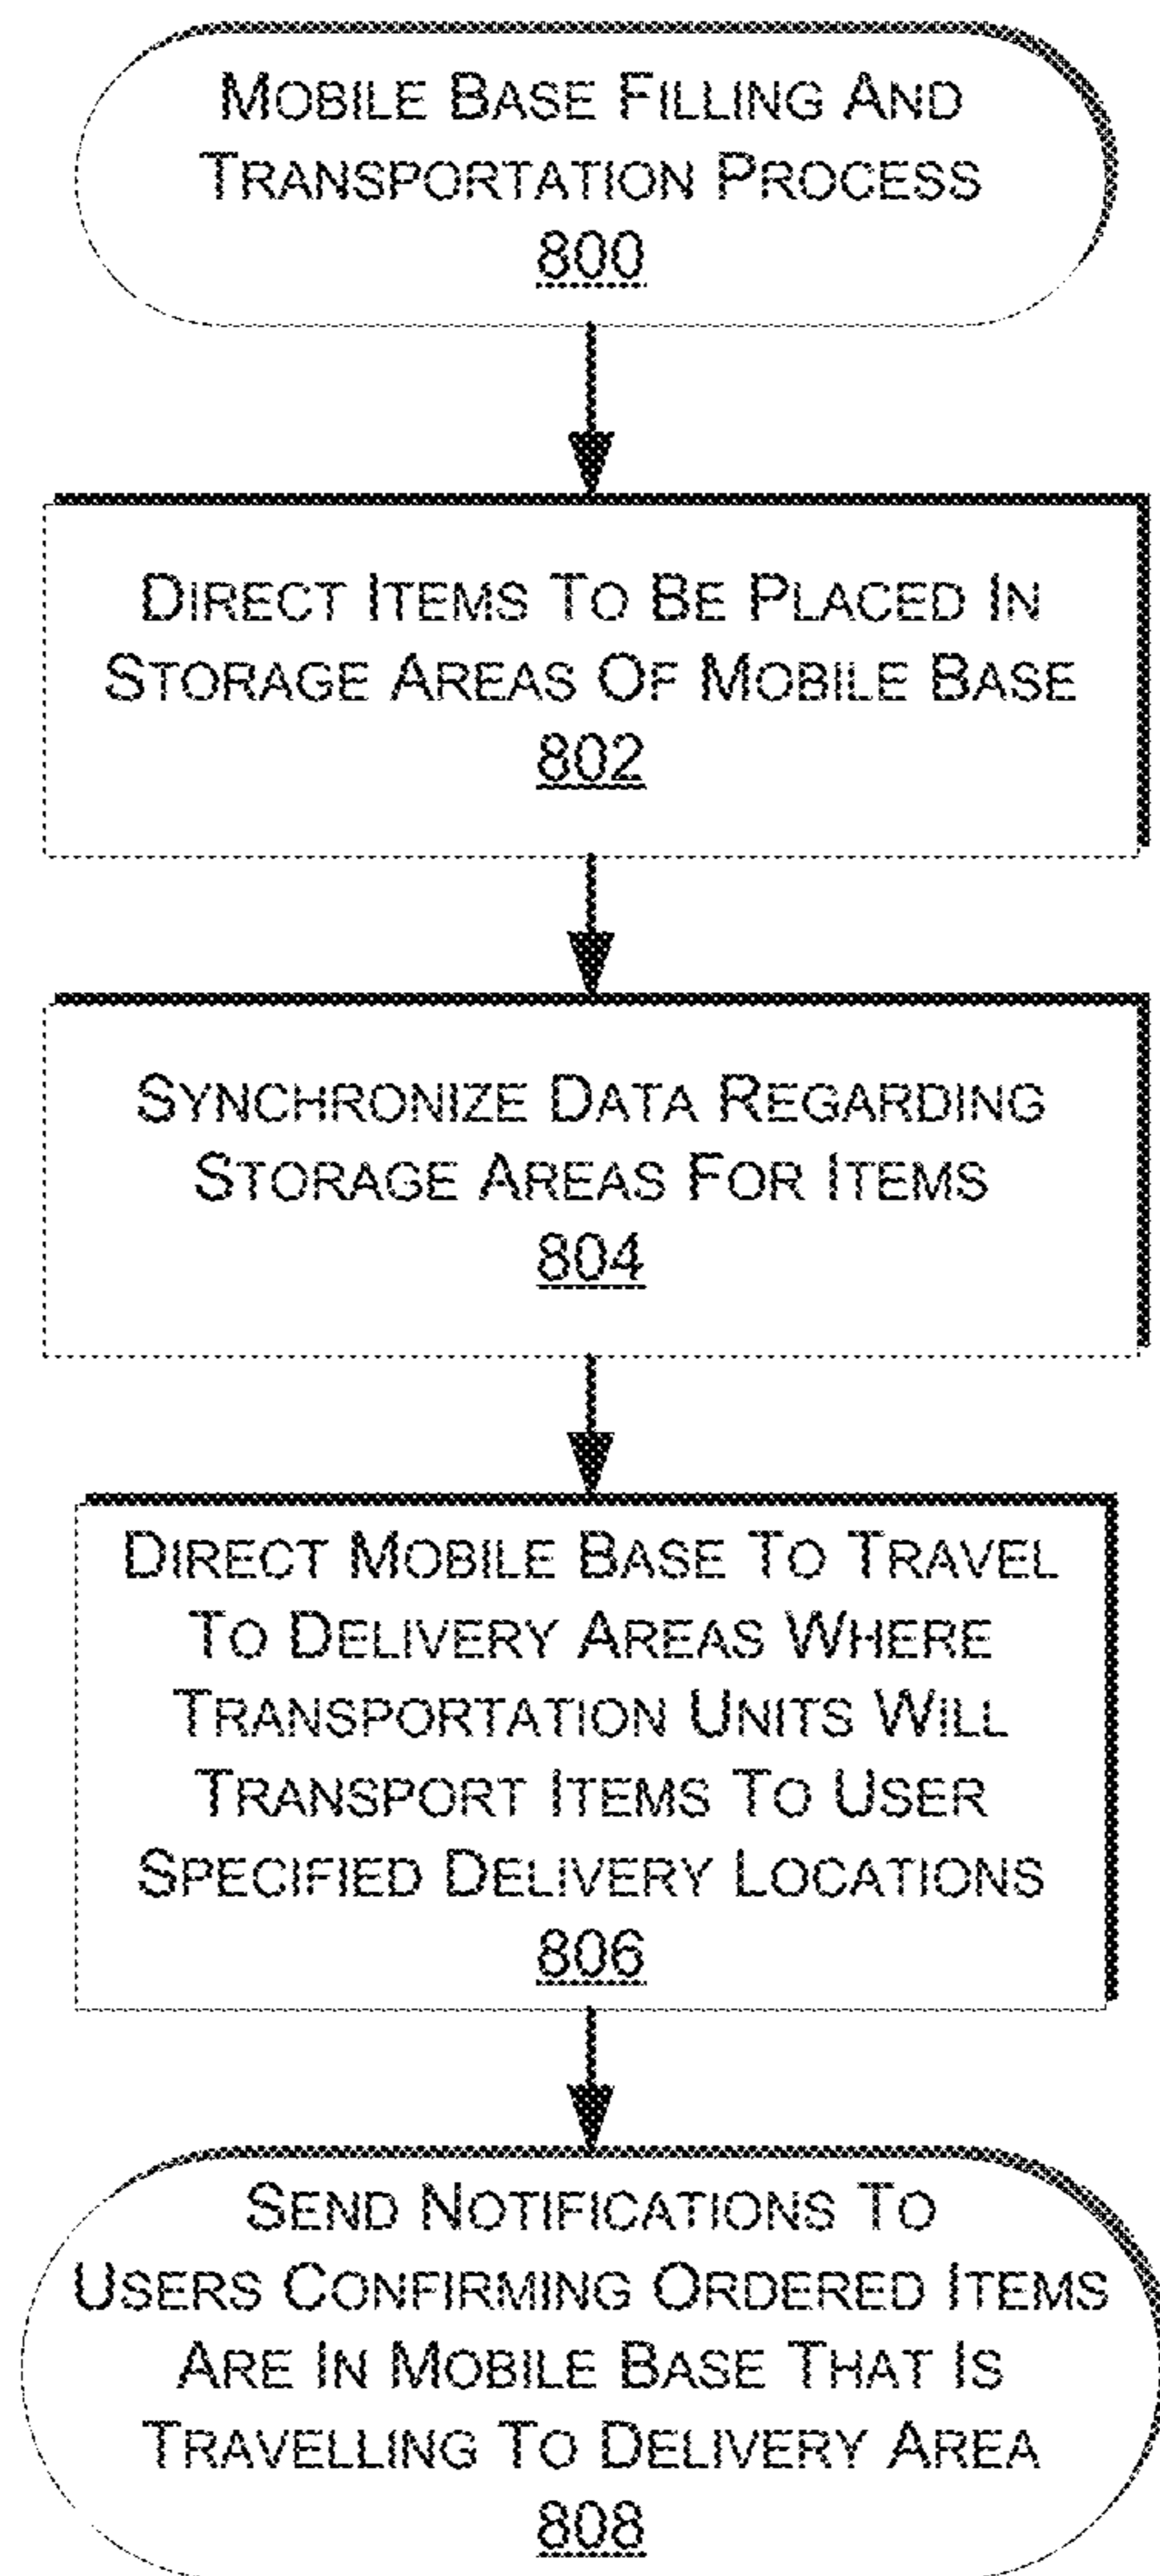 MOBILE BASE FILLING AND
TRANSPORTATION PROCESS
800
DIRECT ITEMS TO BE PLACED IN
STORAGE AREAS OF MOBILE BASE
802
SYNCHRONIZE DATA REGARDING
STORAGE AREAS FOR ITEMS
804
DIRECT MOBILE BASE TO TRAVEL
TO DELIVERY AREAS WHERE
TRANSPORTATION UNITS WILL
TRANSPORT ITEMS TO USER
SPECIFIED DELIVERY LOCATIONS
806
SEND NOTIFICATIONS TO
USERS CONFIRMING ORDERED ITEMS
ARE IN MOBILE BASE THAT IS
TRAVELLING TO DELIVERY AREA
808